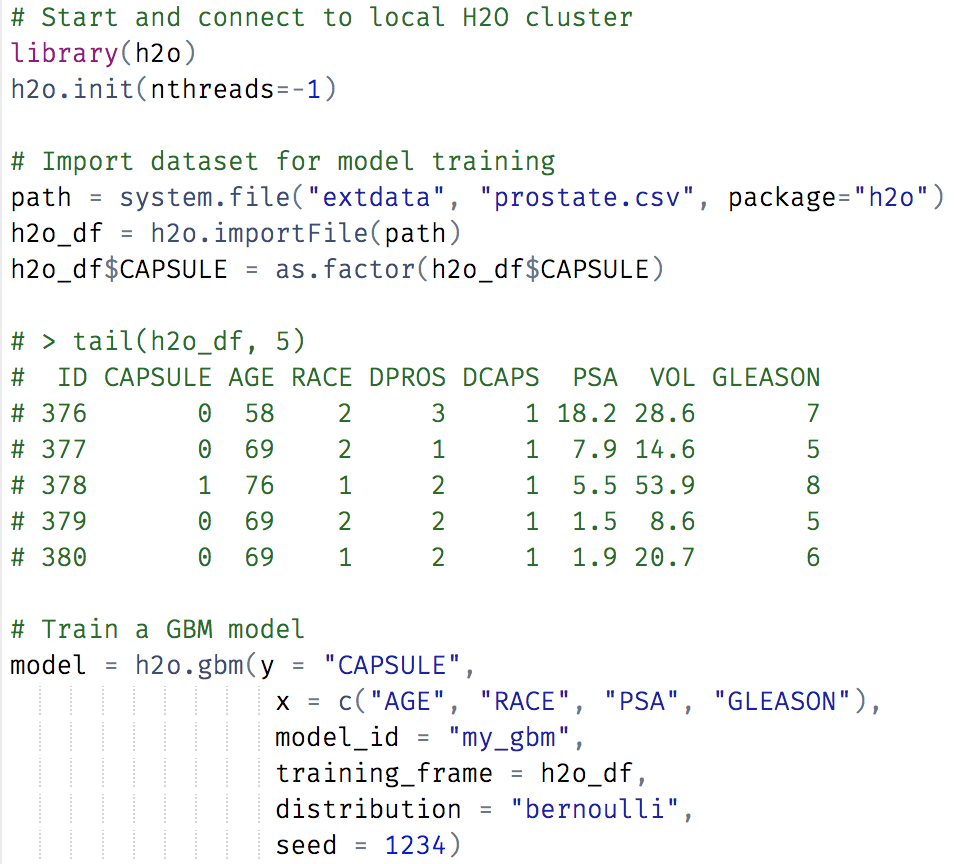 # Start and connect to local H2O cluster
library(h2o)
h2o.init(nthreads=-1)
# Import dataset for model training
path = system.file("extdata", "prostate.csv", package="h2o")
h2o_df = h2o.importFile(path)
h2o_df$CAPSULE = as.factor(h2o_df$CAPSULE)
# > tail(h2o_df, 5)
#  ID CAPSULE AGE RACE DPROS DCAPS  PSA  VOL GLEASON
# 376       0  58    2     3     1 18.2 28.6       7
# 377       0  69    2     1     1  7.9 14.6       5
# 378       1  76    1     2     1  5.5 53.9       8
# 379       0  69    2     2     1  1.5  8.6       5
# 380       0  69    1     2     1  1.9 20.7       6
# Train a GBM model
model = h2o.gbm(y = "CAPSULE",
                 x = c("AGE", "RACE", "PSA", "GLEASON"),
                 model_id = "my_gbm",
                 training_frame = h2o_df,
                 distribution = "bernoulli",
                 seed = 1234)